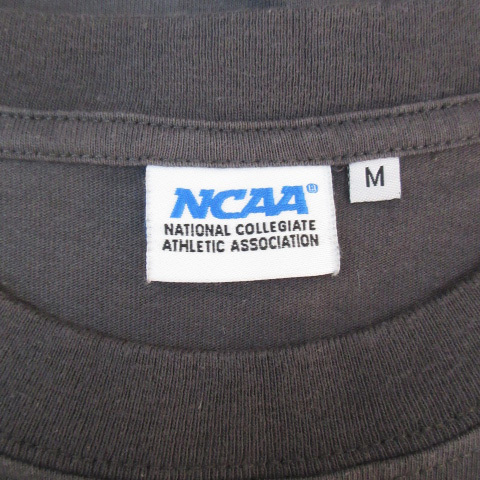 NCAA®
NATIONAL COLLEGIATE
ATHLETIC ASSOCIATION
M